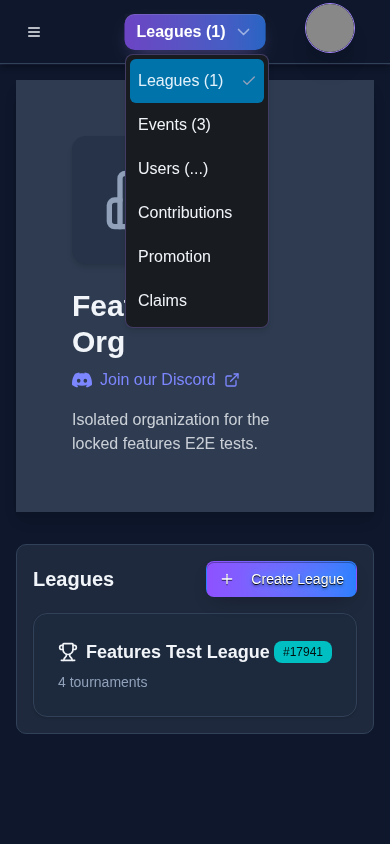 Leagues (1)
Leagues (1)
Events (3)
Users (...)
Contributions
Promotion
Claims
Feat
Org
Join our Discord
Isolated organization for the
locked features E2E tests.
Leagues
Create League
Features Test League #17941
4 tournaments